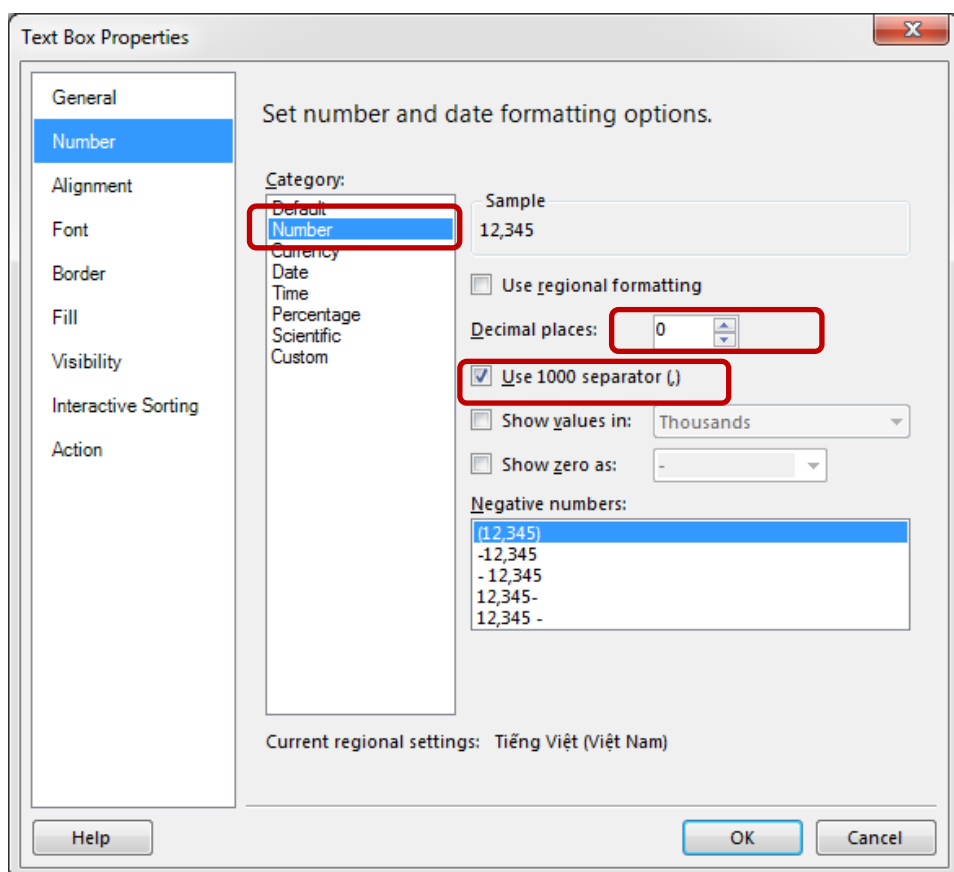 Text Box Properties
General
Number
Alignment
Font
Border
Fill
Visibility
Interactive Sorting
Action
Set number and date formatting options.
Category:
Default
Number
Currency
Date
Time
Percentage
Scientific
Custom
Sample
12,345
Use regional formatting
Decimal places: 0
Use 1000 separator (,)
Show values in: Thousands
Show zero as: -
Negative numbers:
(12,345)
-12,345
- 12,345
12,345-
12,345 -
Current regional settings: Tiếng Việt (Việt Nam)
Help
OK
Cancel